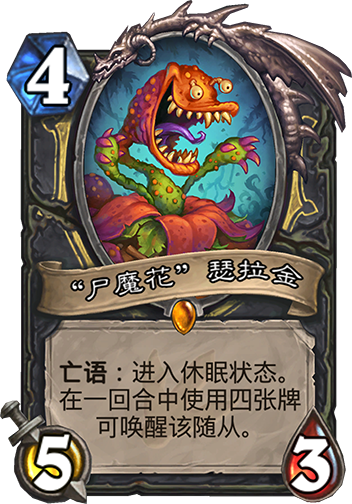 4
“尸魔花”瑟拉金
亡语：进入休眠状态。
在一回合中使用四张牌
可唤醒该随从。
5
3